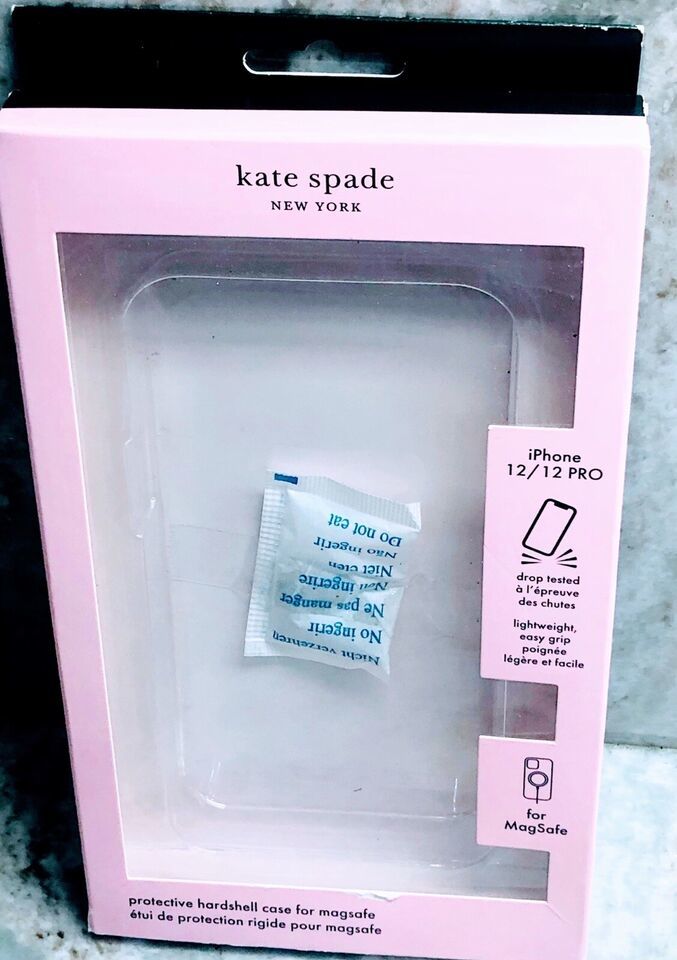 kate spade
NEW YORK
iPhone
12/12 PRO
drop tested
à l'épreuve
des chutes
lightweight,
easy grip
poignée
légère et facile
for
MagSafe
Do not eat
Não ingerir
Niet eten
Non ingerire
Ne pas manger
No ingerir
Nicht verzehren
protective hardshell case for magsafe
étui de protection rigide pour magsafe